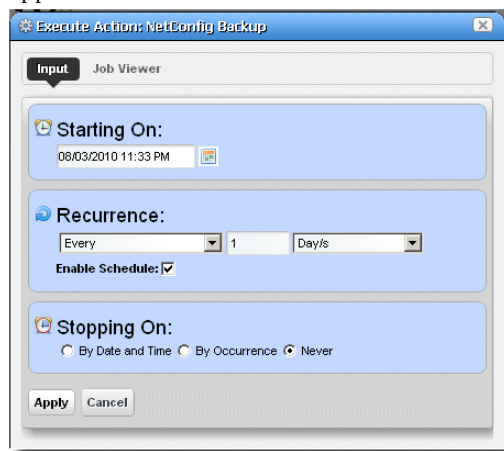 Execute Action: NetConfig Backup
Input Job Viewer
Starting On:
08/03/2010 11:33 PM
Recurrence:
Every 1 Day/s
Enable Schedule:
Stopping On:
By Date and Time By Occurrence Never
Apply Cancel